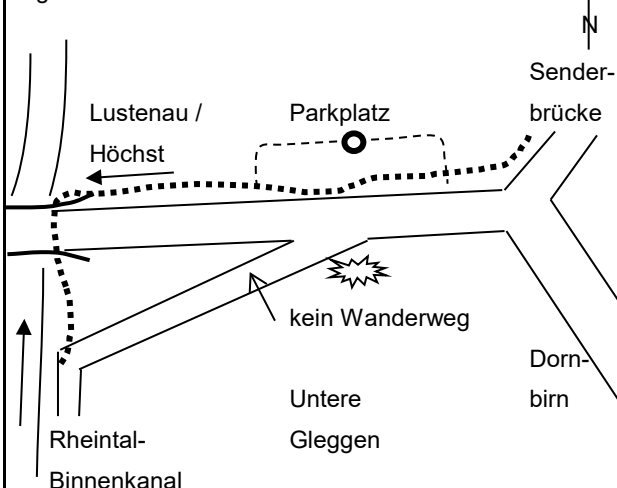 N
Sender-
brücke
Lustenau /
Höchst
Parkplatz
kein Wanderweg
Dorn-
birn
Untere
Gleggen
Rheintal-
Binnenkanal